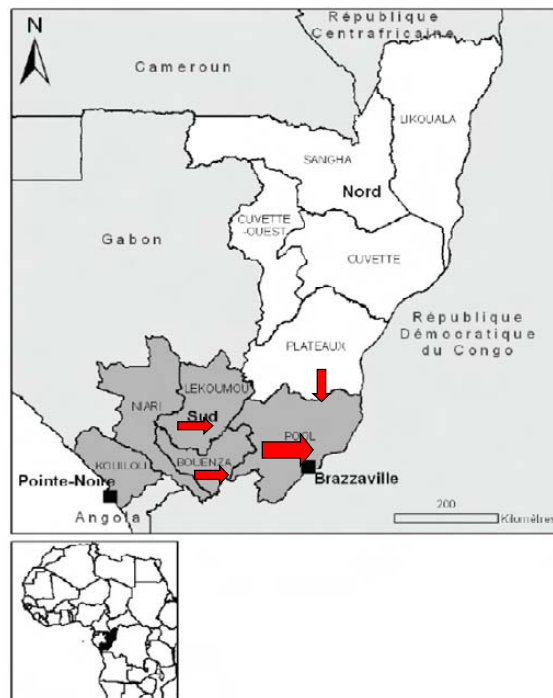 N
République
Centrafricaine
Cameroun
LIKOUALA
SANGHA
Nord
CUVETTE
-OUEST-
Gabon
CUVETTE
République
Démocratique
du Congo
PLATEAUX
LEKOUMOU
NIARI
Sud
POOL
BOUENZA
KOUILOU
Pointe-Noire
Brazzaville
Angola
200
Kilomètres